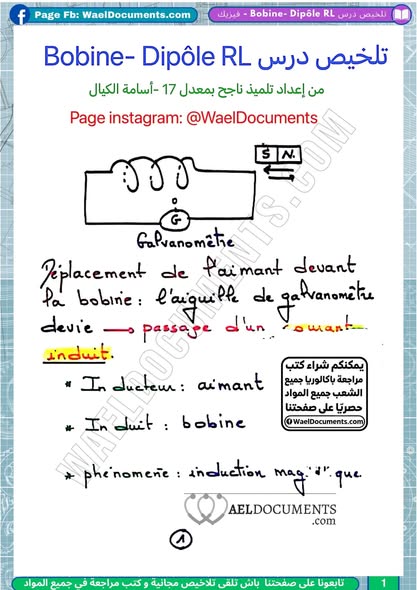 Page Fb: WaelDocuments.com
تلخيص درس Bobine- Dipôle RL - فيزيك
تلخيص درس Bobine- Dipôle RL
من إعداد تلميذ ناجح بمعدل 17 -أسامة الكيال
Page instagram: @WaelDocuments
S N
G
Galvanomètre
Déplacement de l'aimant devant
la bobine : l'aiguille de galvanomètre
devie → passage d'un courant
induit.
* Inducteur : aimant
* Induit : bobine
* phénomène : induction magnétique
يمكنكم شراء كتب
مراجعة باكالوريا جميع
الشعب جميع المواد
حصريًا على صفحتنا
WaelDocuments.com
WAELDOCUMENTS
.com
1
WAELDOCUMENTS.COM
تابعونا على صفحتنا باش تلقى تلاخيص مجانية و كتب مراجعة في جميع المواد
1